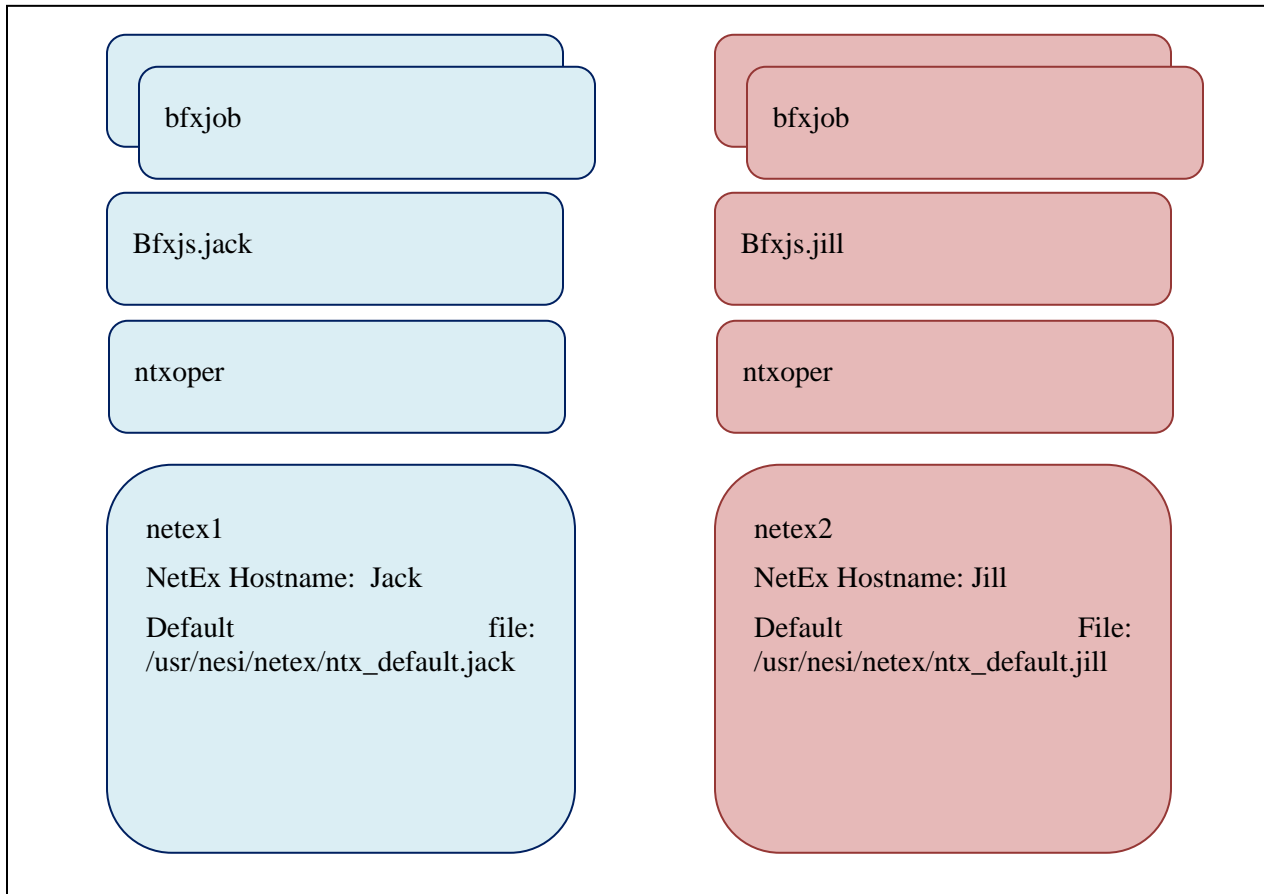 bfxjob
Bfxjs.jack
ntxoper
netex1
NetEx Hostname:  Jack
Default file:
/usr/nesi/netex/ntx_default.jack
bfxjob
Bfxjs.jill
ntxoper
netex2
NetEx Hostname: Jill
Default File:
/usr/nesi/netex/ntx_default.jill